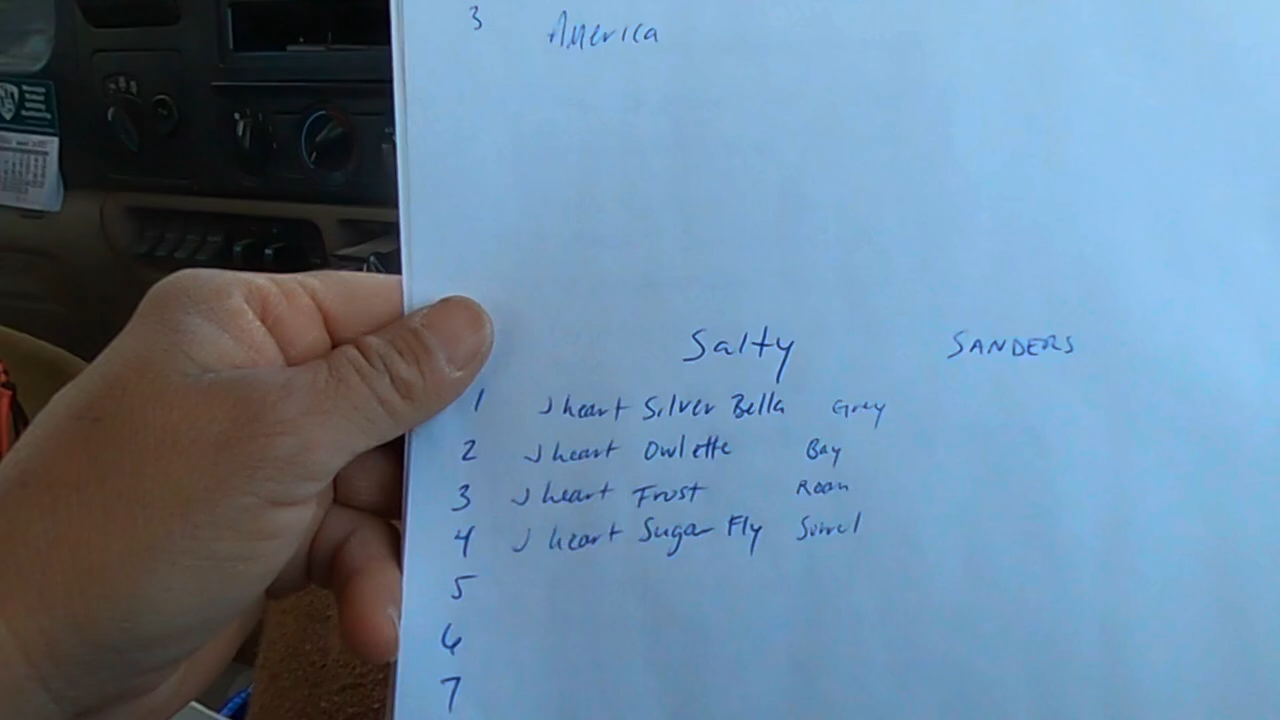 3 America
Salty SANDERS
1 J heart Silver Bella Grey
2 J heart Owlette Bay
3 J heart Frost Roan
4 J heart Sugar Fly Sorrel
5
6
7